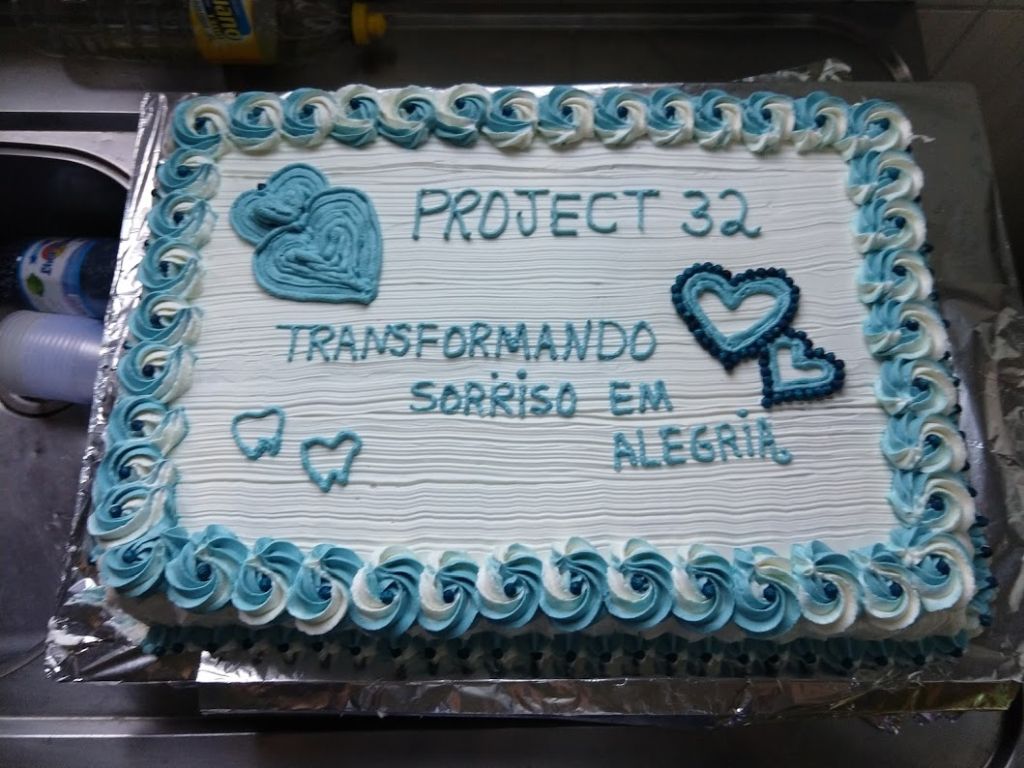 PROJECT 32
TRANSFORMANDO
SORRISO EM
ALEGRIA